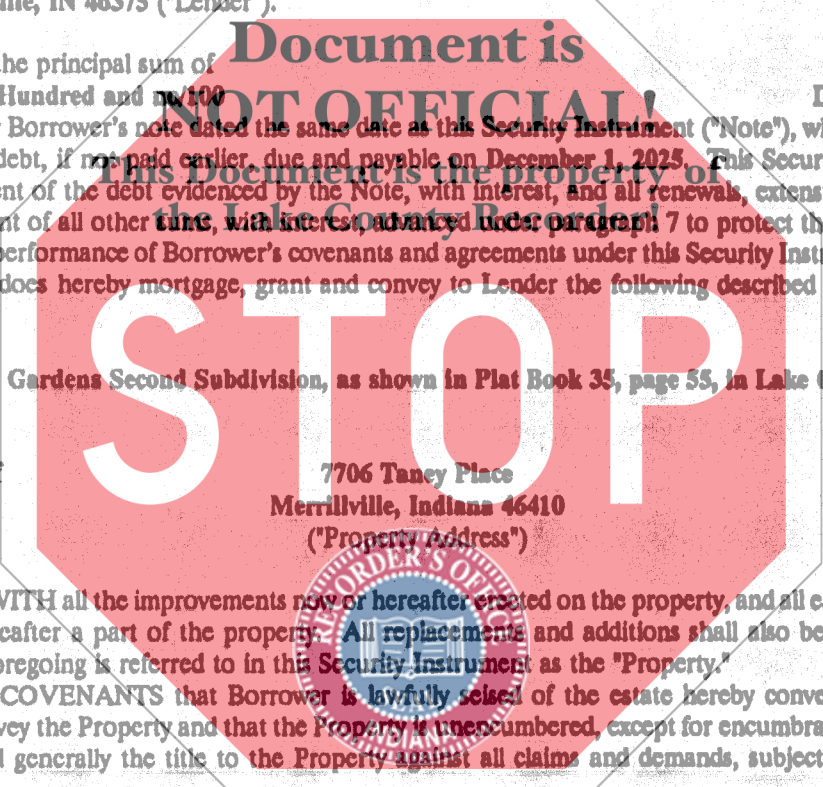 ville, IN 46375 ("Lender").
Document is
the principal sum of
Hundred and no/100 D
NOT OFFICIAL!
Borrower's note dated the same date as this Security Instrument ("Note"), wh
debt, if not paid earlier, due and payable on December 1, 2025. This Secur
This Document is the property of
ent of the debt evidenced by the Note, with interest, and all renewals, extens
the Lake County Recorder!
nt of all other sums, with interest, advanced under paragraph 7 to protect th
performance of Borrower's covenants and agreements under this Security Instr
does hereby mortgage, grant and convey to Lender the following described
STOP
Gardens Second Subdivision, as shown in Plat Book 35, page 55, in Lake
7706 Taney Place
Merrillville, Indiana 46410
("Property Address")
RECORDER'S OFFIC
WITH all the improvements now or hereafter erected on the property, and all e
eafter a part of the property. All replacements and additions shall also be
oregoing is referred to in this Security Instrument as the "Property."
COVENANTS that Borrower is lawfully seised of the estate hereby conve
vey the Property and that the Property is unencumbered, except for encumbra
INDIANA
d generally the title to the Property against all claims and demands, subject